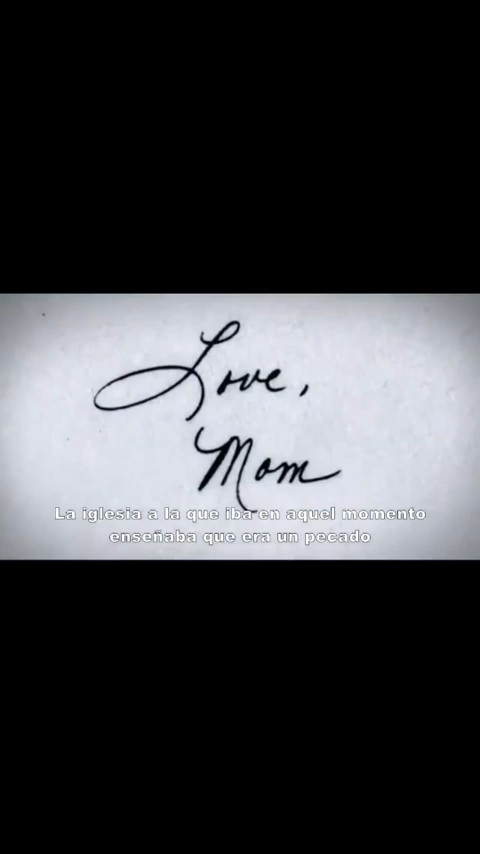 Love,
Mom
La iglesia a la que iba en aquel momento
enseñaba que era un pecado